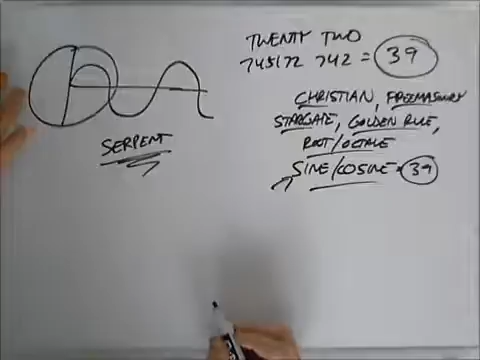 TWENTY TWO
745172 742 = 39
CHRISTIAN, FREEMASONRY
STARGATE, GOLDEN RULE,
ROOT/OCTAVE
SINE/COSINE = 39
SERPENT